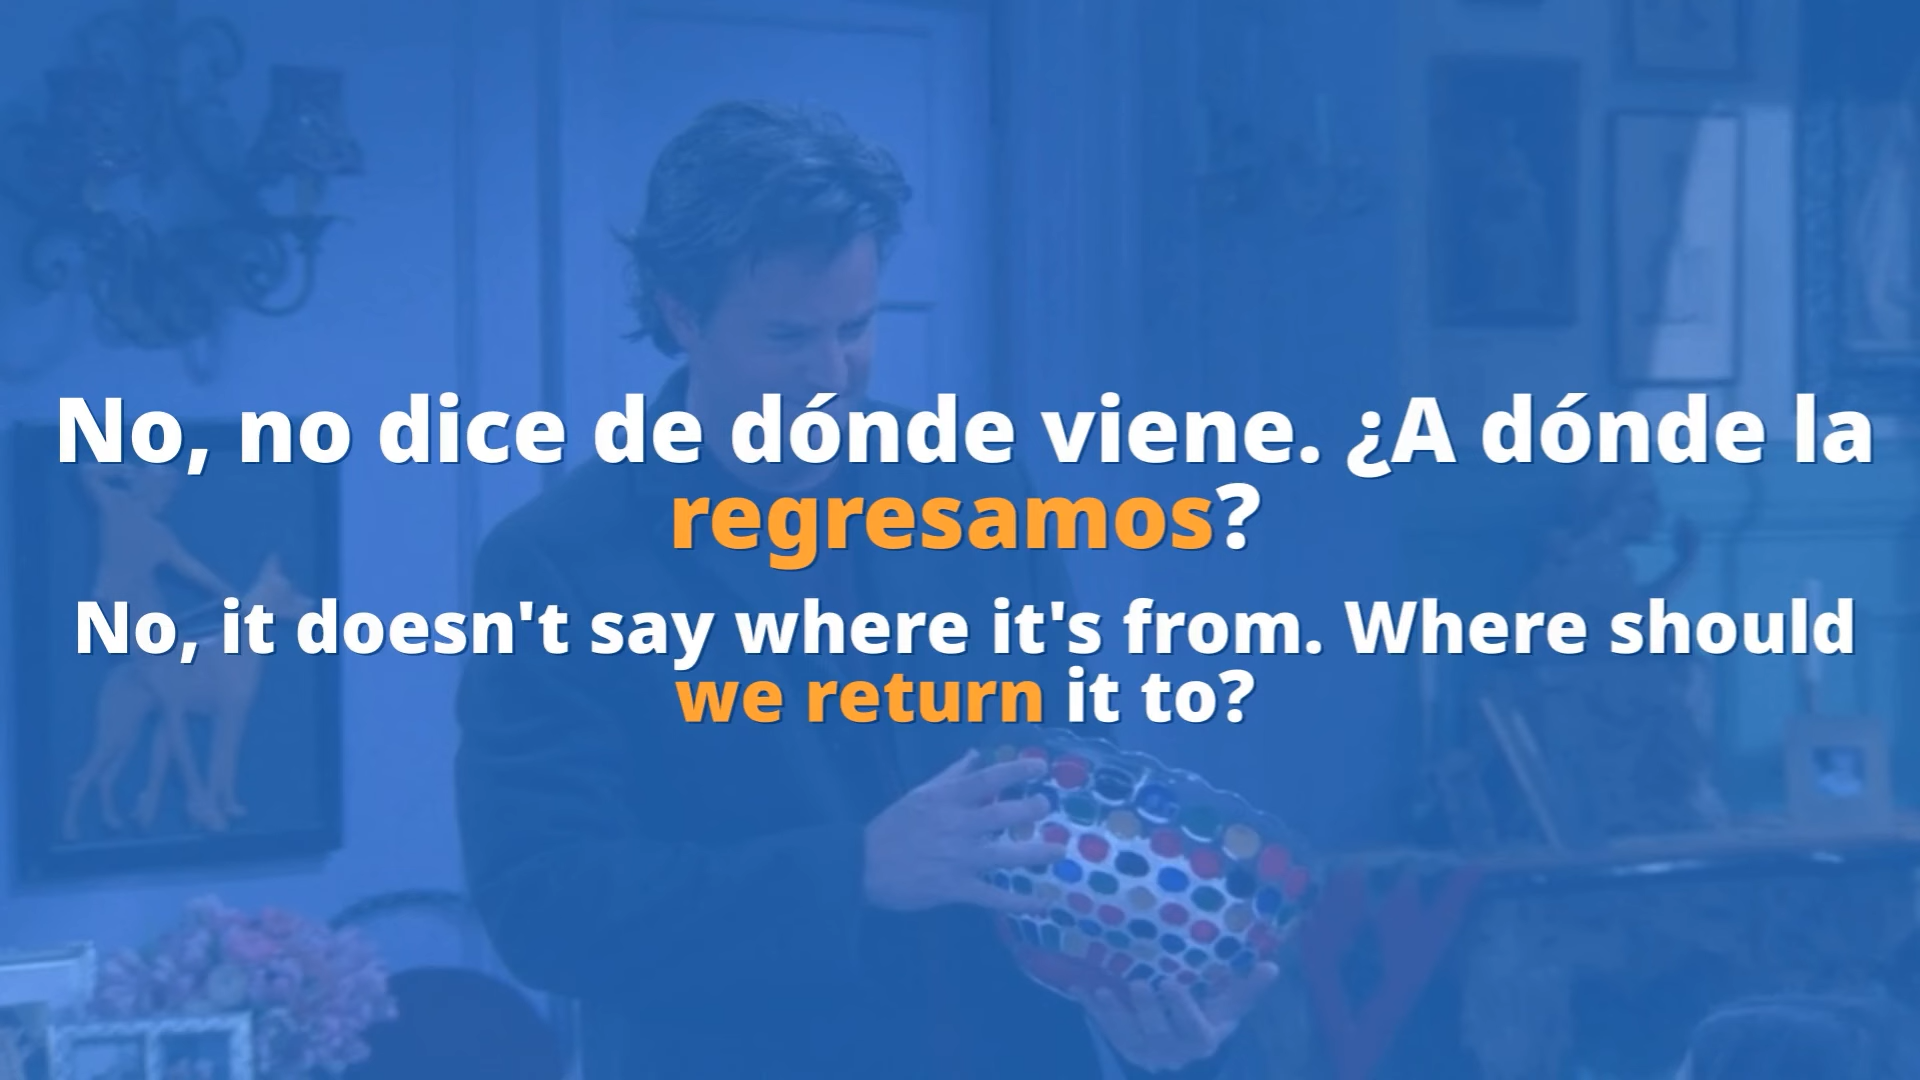 No, no dice de dónde viene. ¿A dónde la
regresamos?
No, it doesn't say where it's from. Where should
we return it to?